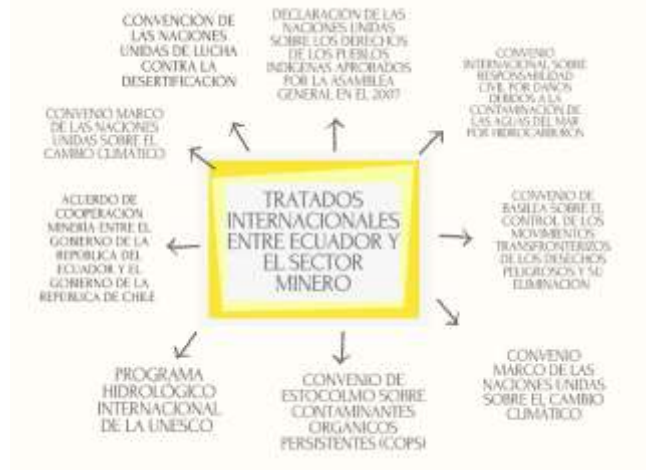 CONVENCIÓN DE
LAS NACIONES
UNIDAS DE LUCHA
CONTRA LA
DESERTIFICACIÓN
DECLARACIÓN DE LAS
NACIONES UNIDAS
SOBRE LOS DERECHOS
DE LOS PUEBLOS
INDÍGENAS APROBADOS
POR LA ASAMBLEA
GENERAL EN EL 2007
CONVENIO
INTERNACIONAL SOBRE
RESPONSABILIDAD
CIVIL POR DAÑOS
DEBIDOS A LA
CONTAMINACIÓN DE
LAS AGUAS DEL MAR
POR HIDROCARBUROS
CONVENIO MARCO
DE LAS NACIONES
UNIDAS SOBRE EL
CAMBIO CLIMÁTICO
TRATADOS
INTERNACIONALES
ENTRE ECUADOR Y
EL SECTOR
MINERO
ACUERDO DE
COOPERACIÓN
MINDRÍA ENTRE EL
GOBIERNO DE LA
REPÚBLICA DEL
ECUADOR Y EL
GOBIERNO DE LA
REPUBLICA DE CHILE
CONVENIO DE
BASILEA SOBRE EL
CONTROL DE LOS
MOVIMIENTOS
TRANSFRONTERIZOS
DE LOS DESECHOS
PELIGROSOS Y SU
ELIMINACIÓN
PROGRAMA
HIDROLÓGICO
INTERNACIONAL
DE LA UNESCO
CONVENIO DE
ESTOCOLMO SOBRE
CONTAMINANTES
ORGÁNICOS
PERSISTENTES (COPS)
CONVENIO
MARCO DE LAS
NACIONES UNIDAS
SOBRE EL CAMBIO
CLIMÁTICO